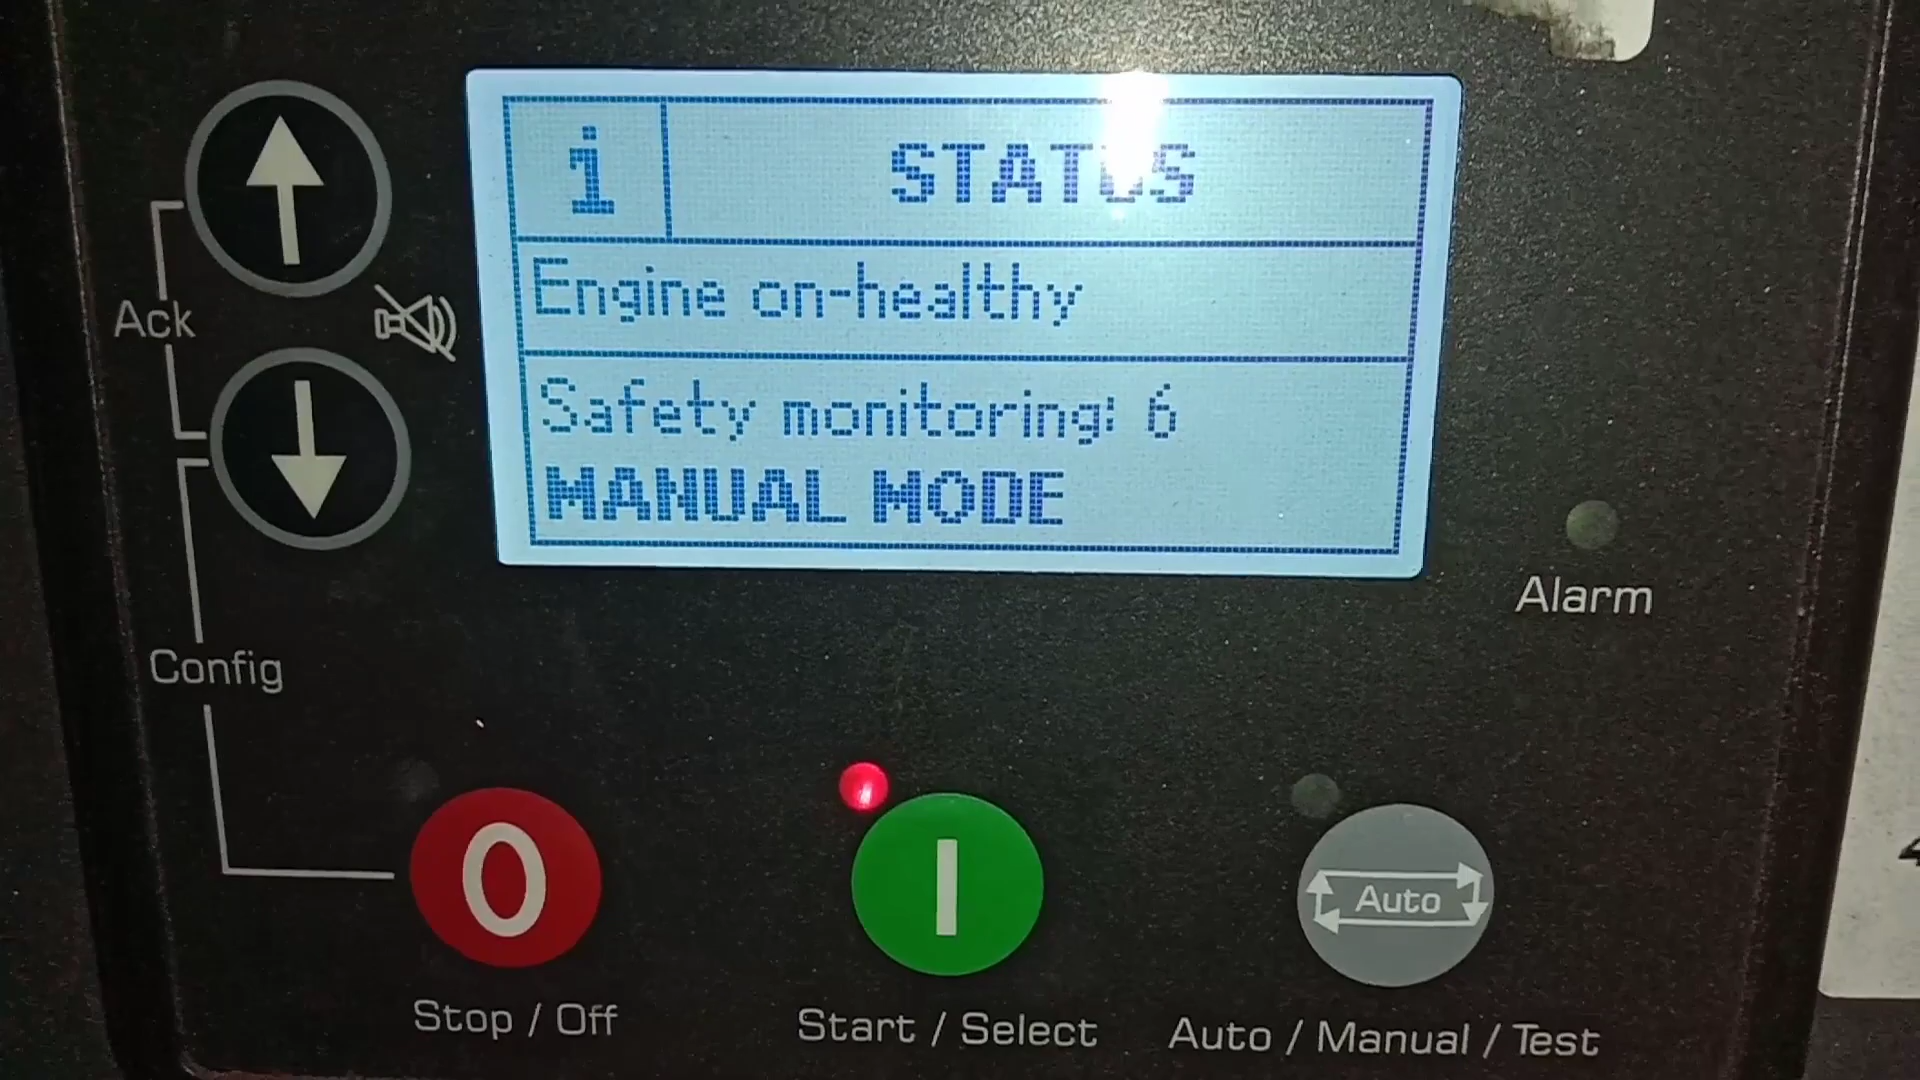 i STATUS
Engine on-healthy
Safety monitoring: 6
MANUAL MODE
Ack
Alarm
Config
0
I
Auto
Stop / Off
Start / Select
Auto / Manual / Test